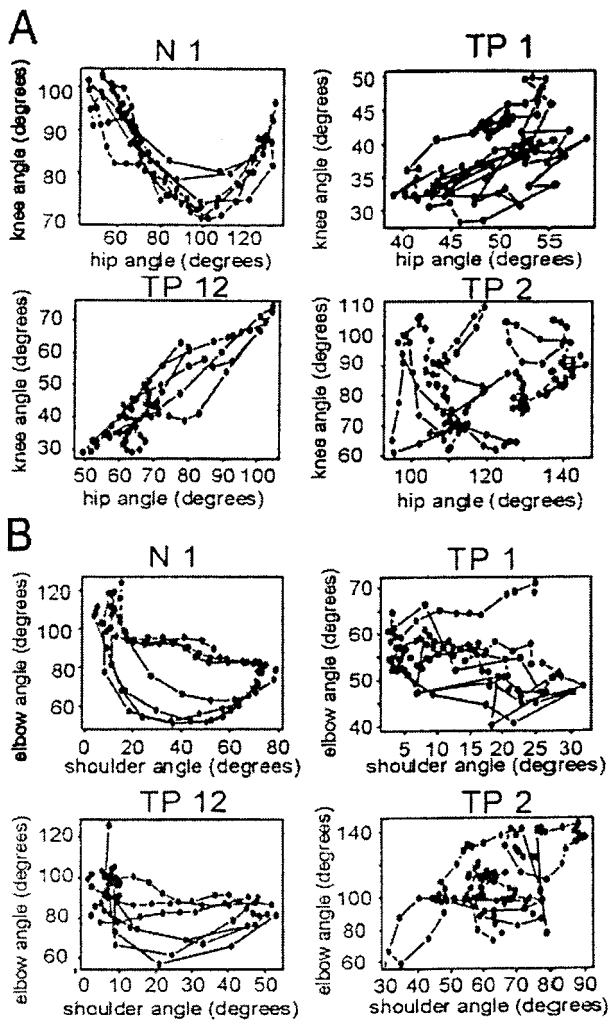 A
N 1
TP 1
knee angle (degrees)
100
90
80
70
60 80 100 120
hip angle (degrees)
knee angle (degrees)
50
45
40
35
30
40 45 50 55
hip angle (degrees)
TP 12
TP 2
knee angle (degrees)
70
60
50
40
30
50 60 70 80 90 100
hip angle (degrees)
knee angle (degrees)
110
100
90
80
70
60
100 120 140
hip angle (degrees)
B
N 1
TP 1
elbow angle (degrees)
120
100
80
60
0 20 40 60 80
shoulder angle (degrees)
elbow angle (degrees)
70
60
50
40
5 10 15 20 25 30
shoulder angle (degrees)
TP 12
TP 2
elbow angle (degrees)
120
100
80
60
0 10 20 30 40 50
shoulder angle (degrees)
elbow angle (degrees)
140
100
80
60
30 40 50 60 70 80 90
shoulder angle (degrees)